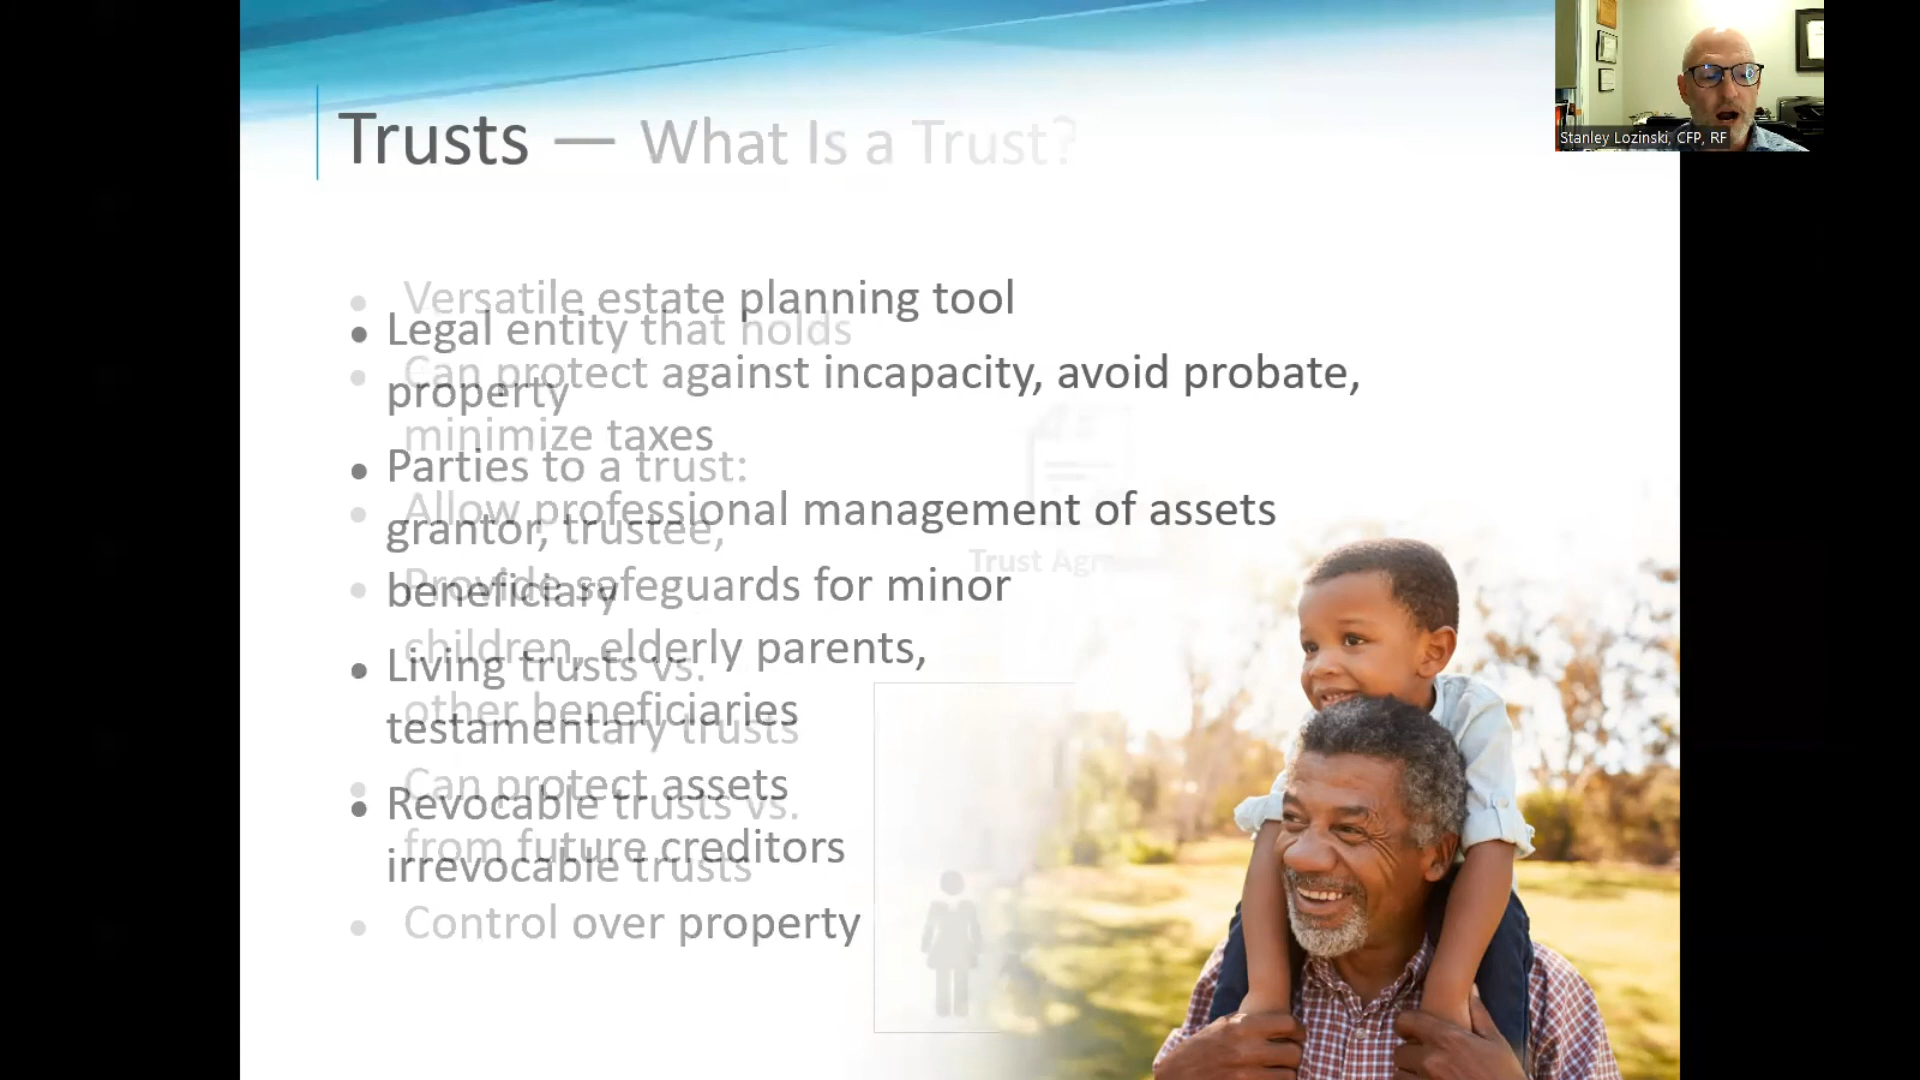 Stanley Lozinski, CFP, RF
Trusts — What Is a Trust?
• Versatile estate planning tool
• Legal entity that holds
• Can protect against incapacity, avoid probate,
property
minimize taxes
• Parties to a trust:
• Allow professional management of assets
grantor, trustee,
Trust Agr
• Provide safeguards for minor
beneficiary
children, elderly parents,
• Living trusts vs.
other beneficiaries
testamentary trusts
• Can protect assets
• Revocable trusts vs.
from future creditors
irrevocable trusts
• Control over property